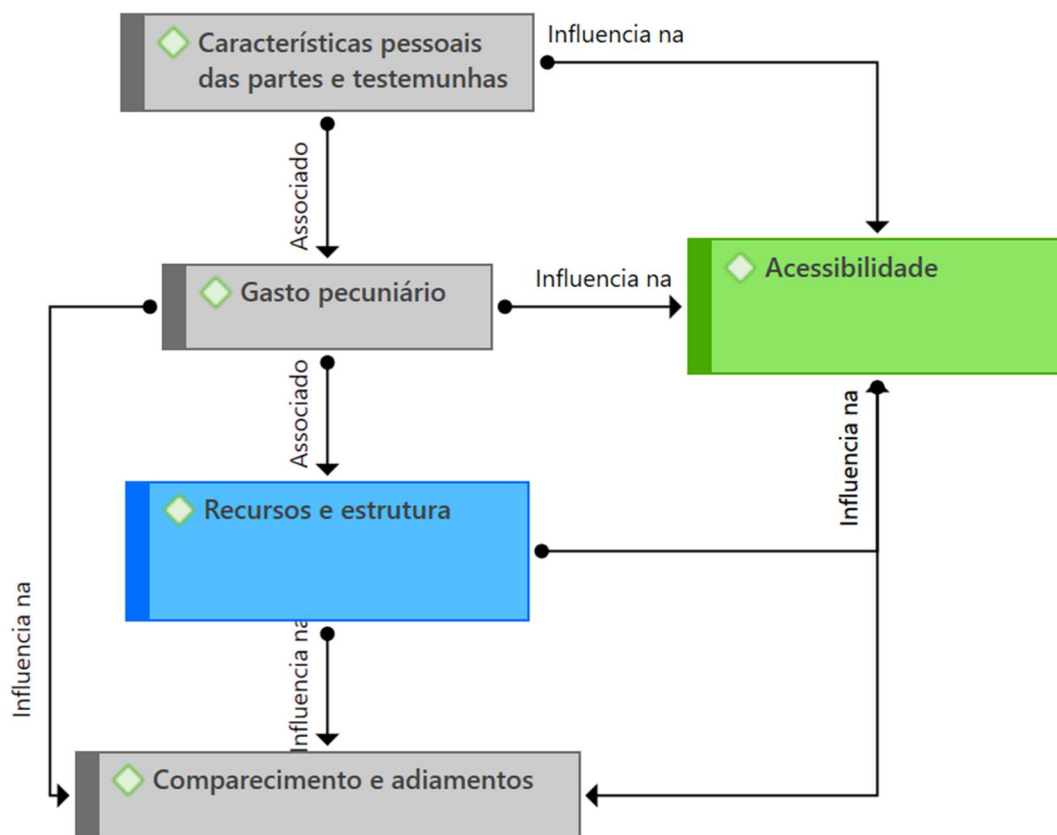 Características pessoais
das partes e testemunhas
Influencia na
Associado
Gasto pecuniário
Influencia na
Acessibilidade
Associado
Influencia na
Recursos e estrutura
Influencia na
Influencia na
Comparecimento e adiamentos